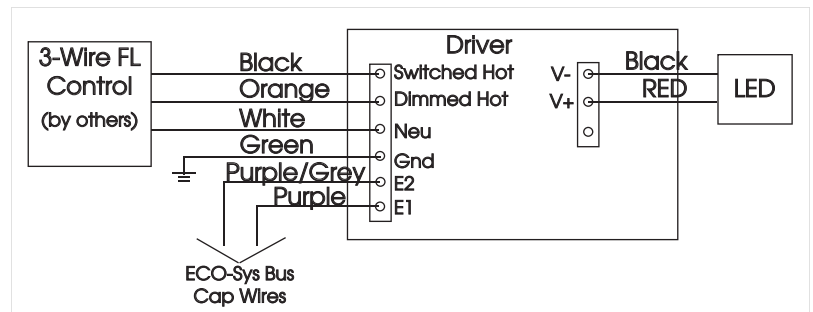 3-Wire FL
Control
(by others)
Black
Orange
White
Green
Purple/Grey
Purple
Driver
Switched Hot
Dimmed Hot
Neu
Gnd
E2
E1
V-
V+
Black
RED
LED
ECO-Sys Bus
Cap Wires